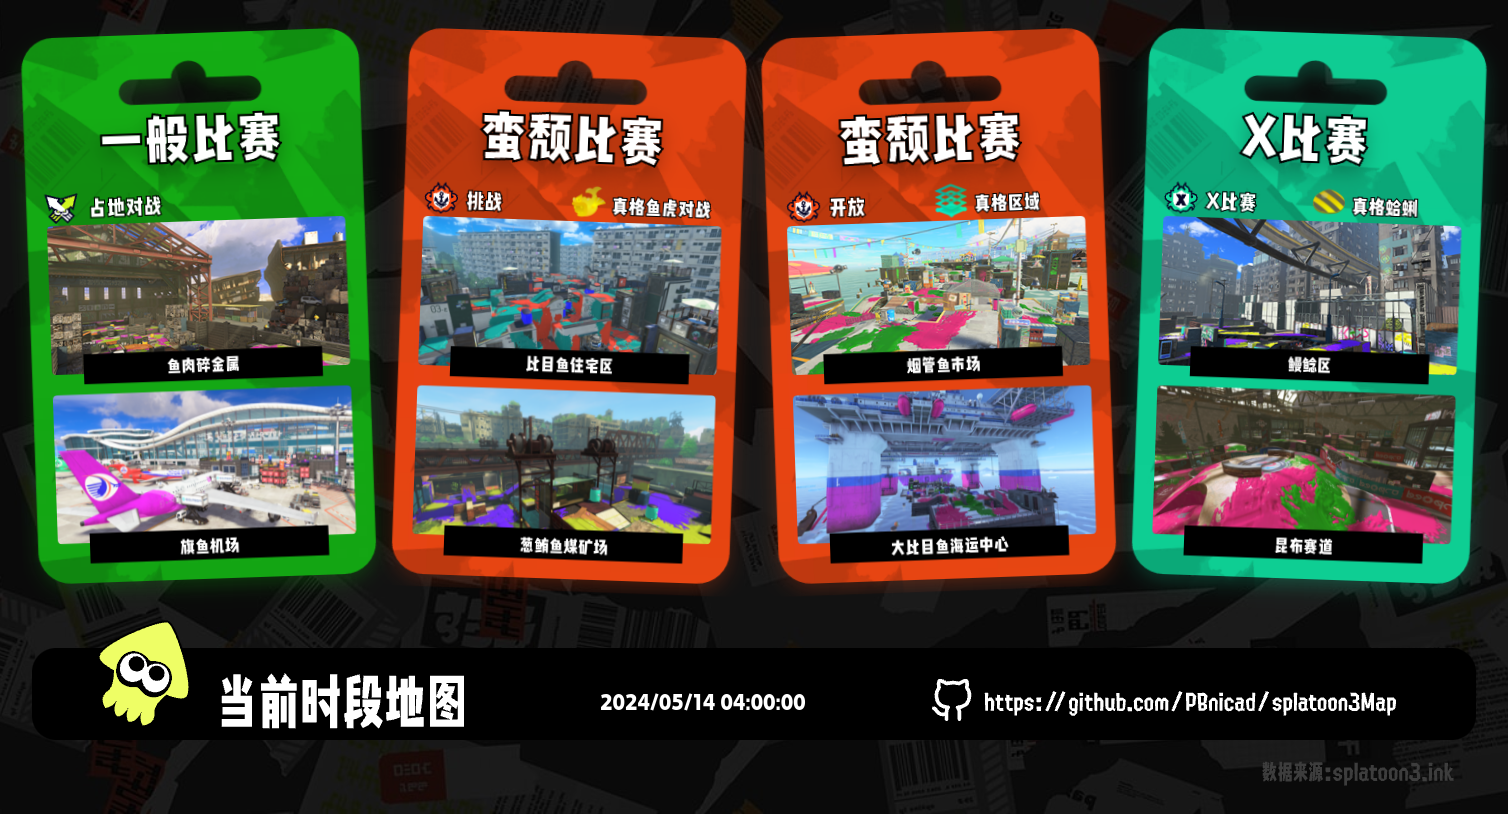 一般比赛
占地对战
鱼肉碎金属
旗鱼机场
蛮颓比赛
挑战
真格鱼虎对战
比目鱼住宅区
葱鲔鱼煤矿场
蛮颓比赛
开放
真格区域
烟管鱼市场
大比目鱼海运中心
X比赛
X比赛
真格蛤蜊
鳗鲶区
昆布赛道
当前时段地图
2024/05/14 04:00:00
https://github.com/PBnicad/splatoon3Map
数据来源:splatoon3.ink